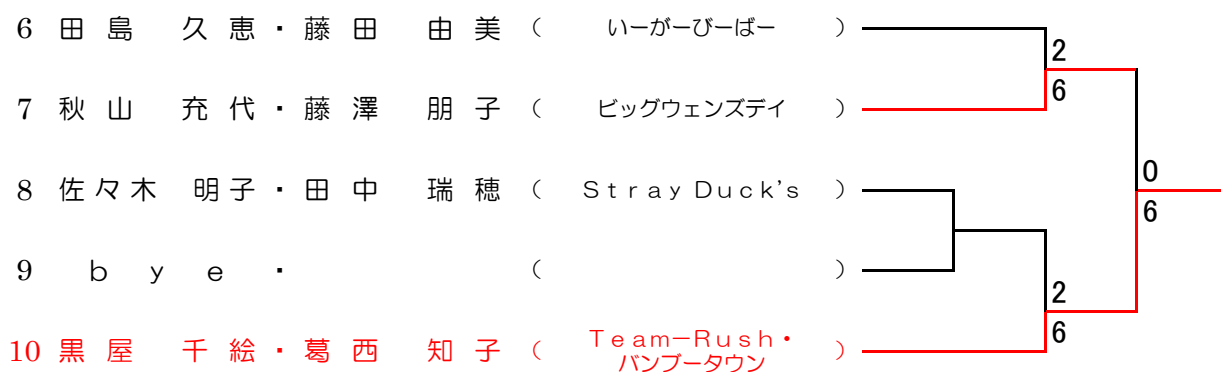 6 田島 久恵・藤田 由美 ( いーがーびーばー )
2
6
7 秋山 充代・藤澤 朋子 ( ビッグウェンズデイ )
0
6
8 佐々木 明子・田中 瑞穂 ( Stray Duck's )
9 bye・ ( )
2
6
10 黒屋 千絵・葛西 知子 ( Team－Rush・
バンブータウン )